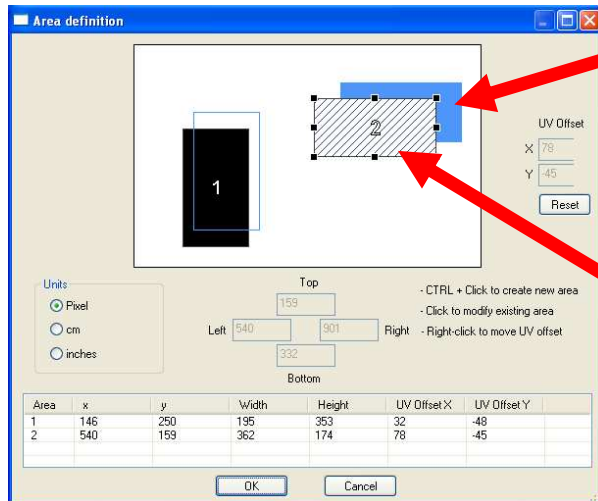 Area definition
2
1
UV Offset
X 78
Y -45
Reset
Units
Pixel
cm
inches
Top
159
Left 540 901 Right
332
Bottom
- CTRL + Click to create new area
- Click to modify existing area
- Right-click to move UV offset
Area x y Width Height UV Offset X UV Offset Y
1 146 250 195 353 32 -48
2 540 159 362 174 78 -45
OK Cancel